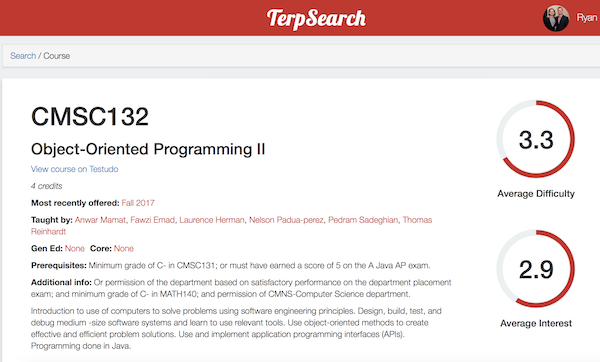 TerpSearch
Ryan
Search / Course
CMSC132
Object-Oriented Programming II
View course on Testudo
4 credits
Most recently offered: Fall 2017
Taught by: Anwar Mamat, Fawzi Emad, Laurence Herman, Nelson Padua-perez, Pedram Sadeghian, Thomas
Reinhardt
Gen Ed: None Core: None
Prerequisites: Minimum grade of C- in CMSC131; or must have earned a score of 5 on the A Java AP exam.
Additional info: Or permission of the department based on satisfactory performance on the department placement
exam; and minimum grade of C- in MATH140; and permission of CMNS-Computer Science department.
Introduction to use of computers to solve problems using software engineering principles. Design, build, test, and
debug medium -size software systems and learn to use relevant tools. Use object-oriented methods to create
effective and efficient problem solutions. Use and implement application programming interfaces (APIs).
Programming done in Java.
3.3
Average Difficulty
2.9
Average Interest